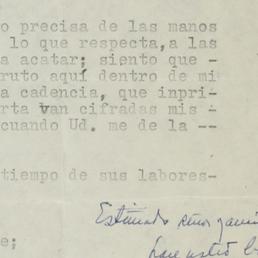 o precisa de las manos
lo que respecta, a las
a acatar; siento que -
ruto aquí dentro de mi
a cadencia, que inpri-
rta van cifradas mis -
cuando Ud. me de la --
tiempo de sus labores-
Estimado
e;